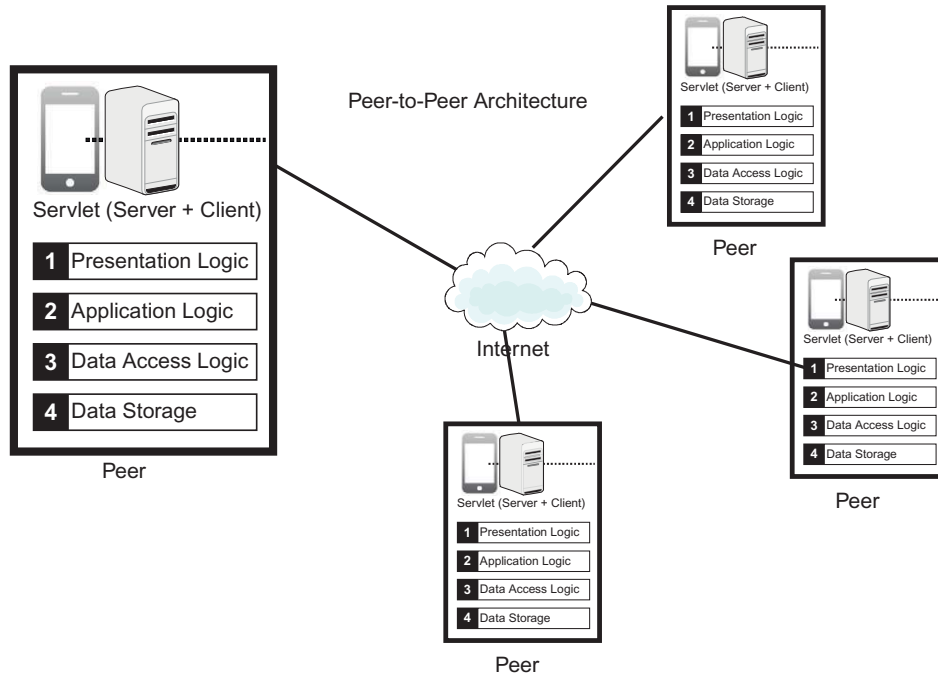 Peer-to-Peer Architecture
Servlet (Server + Client)
1 Presentation Logic
2 Application Logic
3 Data Access Logic
4 Data Storage
Peer
Servlet (Server + Client)
1 Presentation Logic
2 Application Logic
3 Data Access Logic
4 Data Storage
Peer
Internet
Servlet (Server + Client)
1 Presentation Logic
2 Application Logic
3 Data Access Logic
4 Data Storage
Peer
Servlet (Server + Client)
1 Presentation Logic
2 Application Logic
3 Data Access Logic
4 Data Storage
Peer